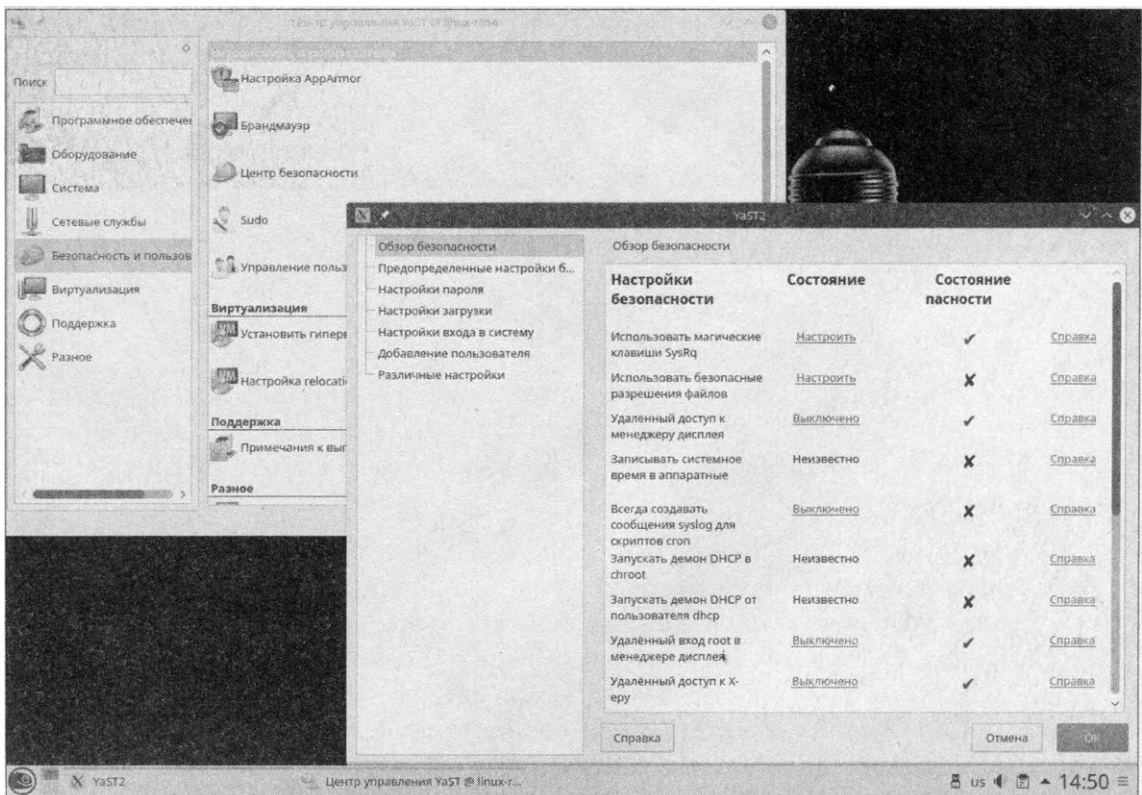 Центр управления YaST @ linux-
Поиск
Программное обеспечен
Оборудование
Система
Сетевые службы
Безопасность и пользов
Виртуализация
Поддержка
Разное
Настройка AppArmor
Брандмауэр
Центр безопасности
Sudo
Управление польз
Виртуализация
Установить гиперв
Настройка relocati
Поддержка
Примечания к вып
Разное
YaST2
Обзор безопасности
Предопределенные настройки б...
Настройки пароля
Настройки загрузки
Настройки входа в систему
Добавление пользователя
Различные настройки
Обзор безопасности
Настройки безопасности Состояние Состояние пасности
Использовать магические клавиши SysRq Настроить ✔ Справка
Использовать безопасные разрешения файлов Настроить ✘ Справка
Удаленный доступ к менеджеру дисплея Выключено ✔ Справка
Записывать системное время в аппаратные Неизвестно ✘ Справка
Всегда создавать сообщения syslog для скриптов cron Выключено ✘ Справка
Запускать демон DHCP в chroot Неизвестно ✘ Справка
Запускать демон DHCP от пользователя dhcp Неизвестно ✘ Справка
Удалённый вход root в менеджере дисплея Выключено ✔ Справка
Удалённый доступ к X-еру Выключено ✔ Справка
Справка
Отмена
OK
YaST2
Центр управления YaST @ linux-r...
us
14:50